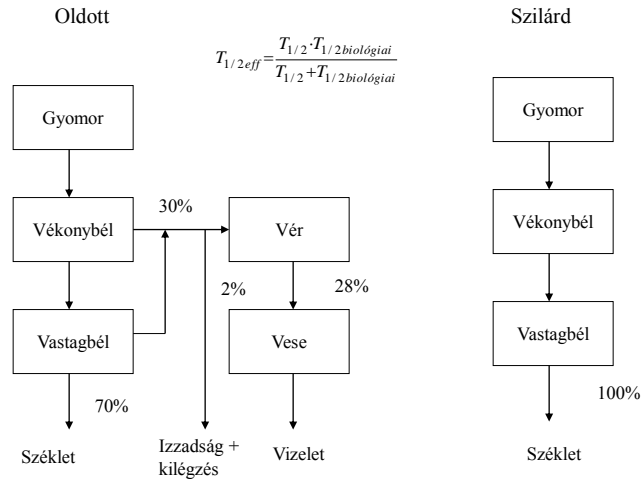 Oldott
Szilárd
T1/2eff=T1/2·T1/2biológiai/T1/2+T1/2biológiai
Gyomor
Vékonybél
30%
Vér
2%
28%
Vastagbél
Vese
70%
Széklet
Izzadság +
kilégzés
Vizelet
Gyomor
Vékonybél
Vastagbél
100%
Széklet